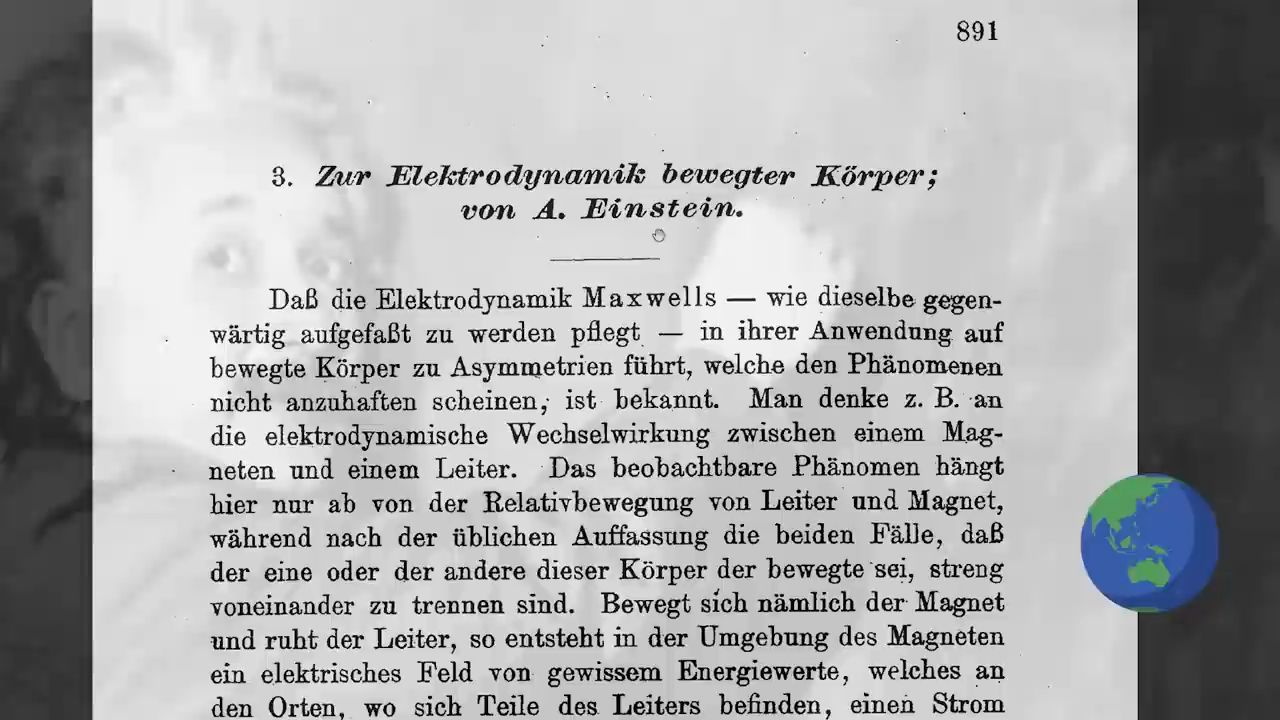 891
3. Zur Elektrodynamik bewegter Körper;
von A. Einstein.
Daß die Elektrodynamik Maxwells — wie dieselbe gegen-
wärtig aufgefaßt zu werden pflegt — in ihrer Anwendung auf
bewegte Körper zu Asymmetrien führt, welche den Phänomenen
nicht anzuhaften scheinen, ist bekannt. Man denke z. B. an
die elektrodynamische Wechselwirkung zwischen einem Mag-
neten und einem Leiter. Das beobachtbare Phänomen hängt
hier nur ab von der Relativbewegung von Leiter und Magnet,
während nach der üblichen Auffassung die beiden Fälle, daß
der eine oder der andere dieser Körper der bewegte sei, streng
voneinander zu trennen sind. Bewegt sich nämlich der Magnet
und ruht der Leiter, so entsteht in der Umgebung des Magneten
ein elektrisches Feld von gewissem Energiewerte, welches an
den Orten, wo sich Teile des Leiters befinden, einen Strom